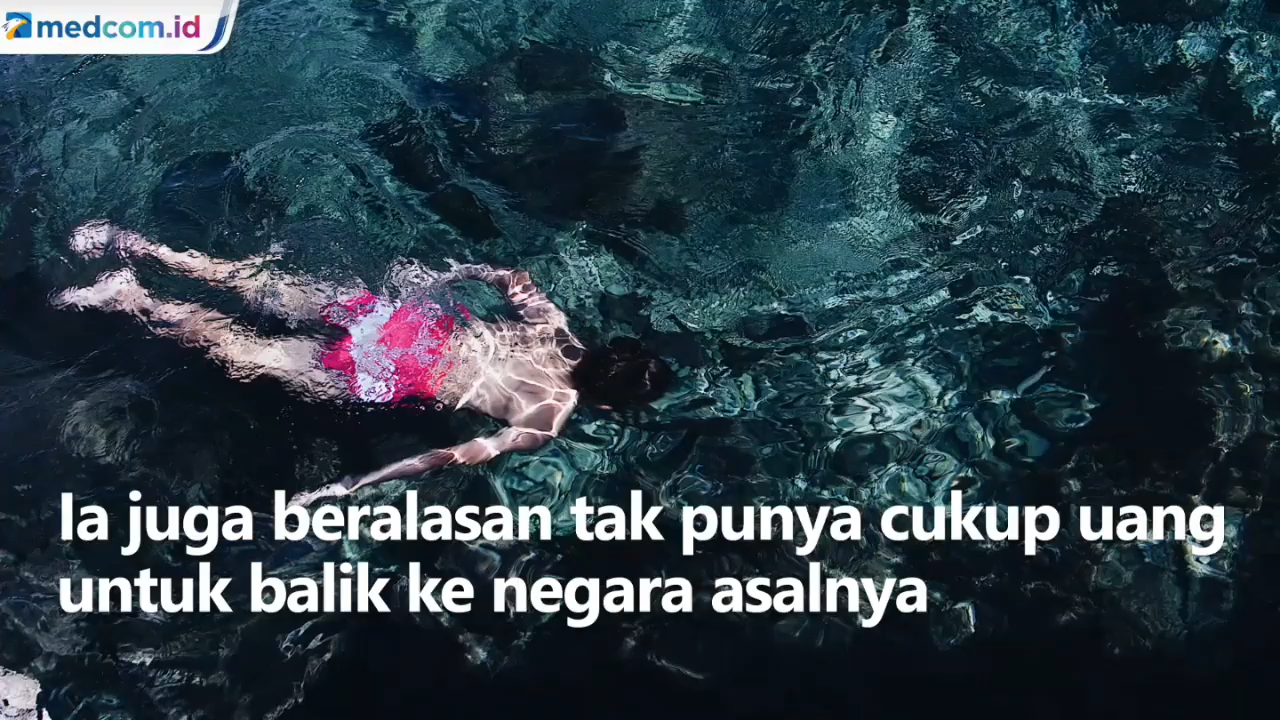 medcom.id
Ia juga beralasan tak punya cukup uang
untuk balik ke negara asalnya